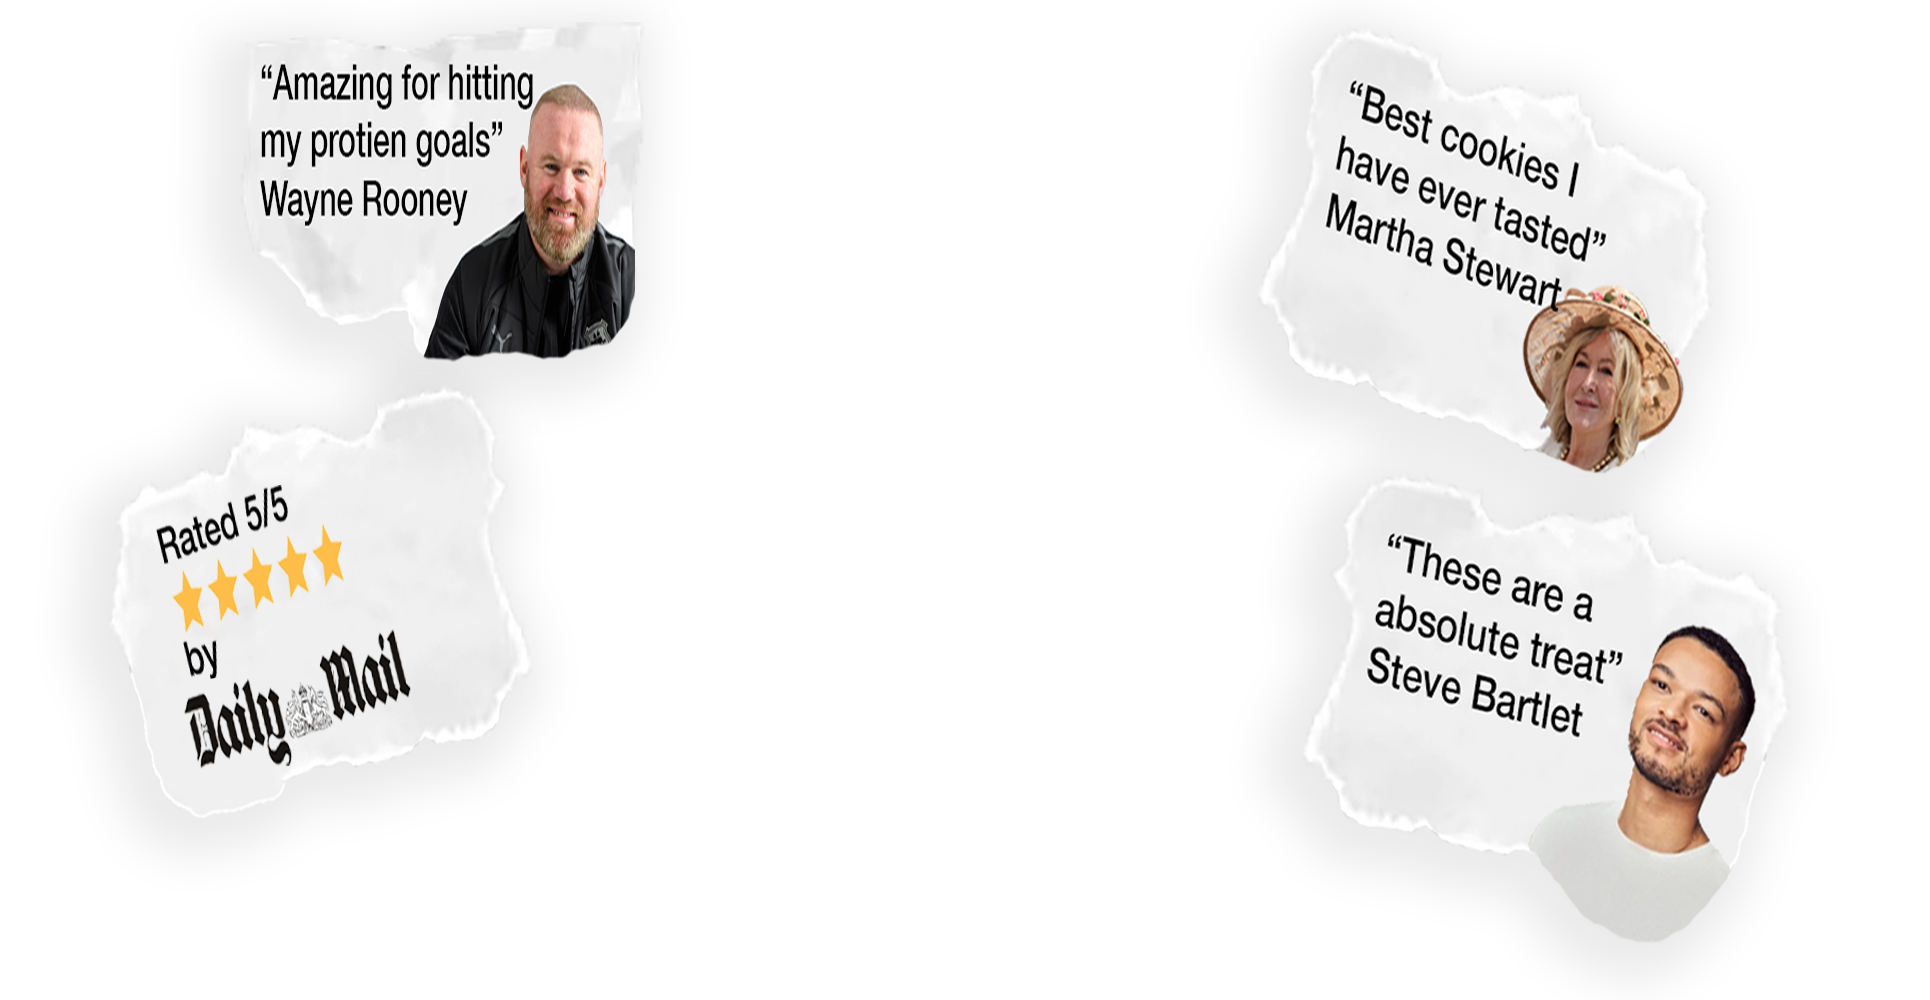 “Amazing for hitting
my protien goals”
Wayne Rooney
Rated 5/5
by
Daily Mail
“Best cookies I
have ever tasted”
Martha Stewart
“These are a
absolute treat”
Steve Bartlet